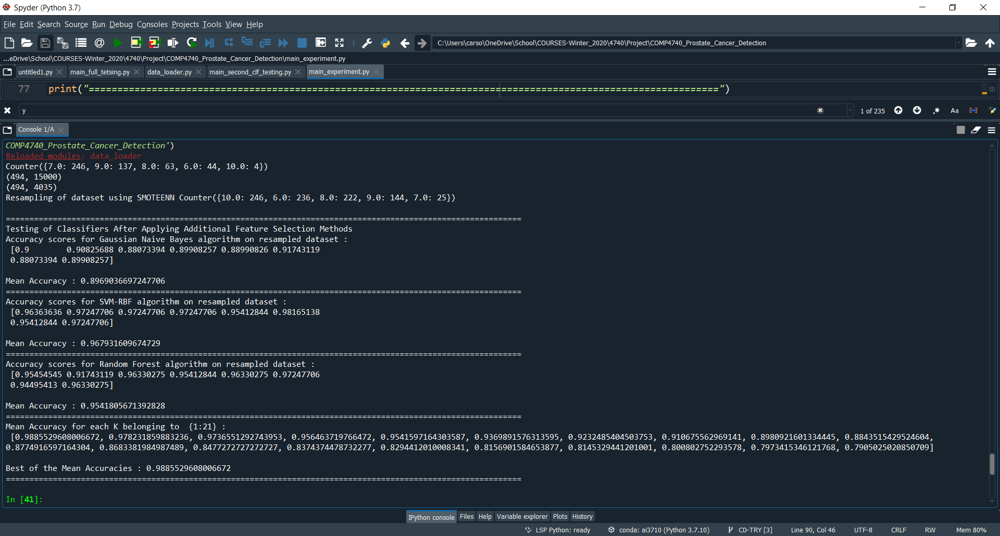 Spyder (Python 3.7)
File Edit Search Source Run Debug Consoles Projects Tools View Help
C:\Users\carso\OneDrive\School\COURSES-Winter_2020\4740\Project\COMP4740_Prostate_Cancer_Detection
...eDrive\School\COURSES-Winter_2020\4740\Project\COMP4740_Prostate_Cancer_Detection\main_experiment.py
untitled1.py main_full_tetsing.py data_loader.py main_second_clf_testing.py main_experiment.py
77 print("==============================================================================================================")
y 1 of 235 .* Aa
Console 1/A
COMP4740_Prostate_Cancer_Detection')
Reloaded modules: data_loader
Counter({7.0: 246, 9.0: 137, 8.0: 63, 6.0: 44, 10.0: 4})
(494, 15000)
(494, 4035)
Resampling of dataset using SMOTEENN Counter({10.0: 246, 6.0: 236, 8.0: 222, 9.0: 144, 7.0: 25})
==============================================================================================================
Testing of Classifiers After Applying Additional Feature Selection Methods
Accuracy scores for Gaussian Naive Bayes algorithm on resampled dataset :
[0.9        0.90825688 0.88073394 0.89908257 0.88990826 0.91743119
0.88073394 0.89908257]
Mean Accuracy : 0.8969036697247706
==============================================================================================================
Accuracy scores for SVM-RBF algorithm on resampled dataset :
[0.96363636 0.97247706 0.97247706 0.97247706 0.95412844 0.98165138
0.95412844 0.97247706]
Mean Accuracy : 0.967931609674729
==============================================================================================================
Accuracy scores for Random Forest algorithm on resampled dataset :
[0.95454545 0.91743119 0.96330275 0.95412844 0.96330275 0.97247706
0.94495413 0.96330275]
Mean Accuracy : 0.9541805671392828
==============================================================================================================
Mean Accuracy for each K belonging to  {1:21} :
[0.9885529608006672, 0.978231859883236, 0.9736551292743953, 0.956463719766472, 0.9541597164303587, 0.9369891576313595, 0.9232485404503753, 0.910675562969141, 0.8980921601334445, 0.8843515429524604,
0.8774916597164304, 0.8683381984987489, 0.8477272727272727, 0.8374374478732277, 0.8294412010008341, 0.8156901584653877, 0.8145329441201001, 0.800802752293578, 0.7973415346121768, 0.7905025020850709]
Best of the Mean Accuracies : 0.9885529608006672
==============================================================================================================
In [41]:
IPython console Files Help Variable explorer Plots History
LSP Python: ready conda: ai3710 (Python 3.7.10) CD-TRY [3] Line 90, Col 46 UTF-8 CRLF RW Mem 80%